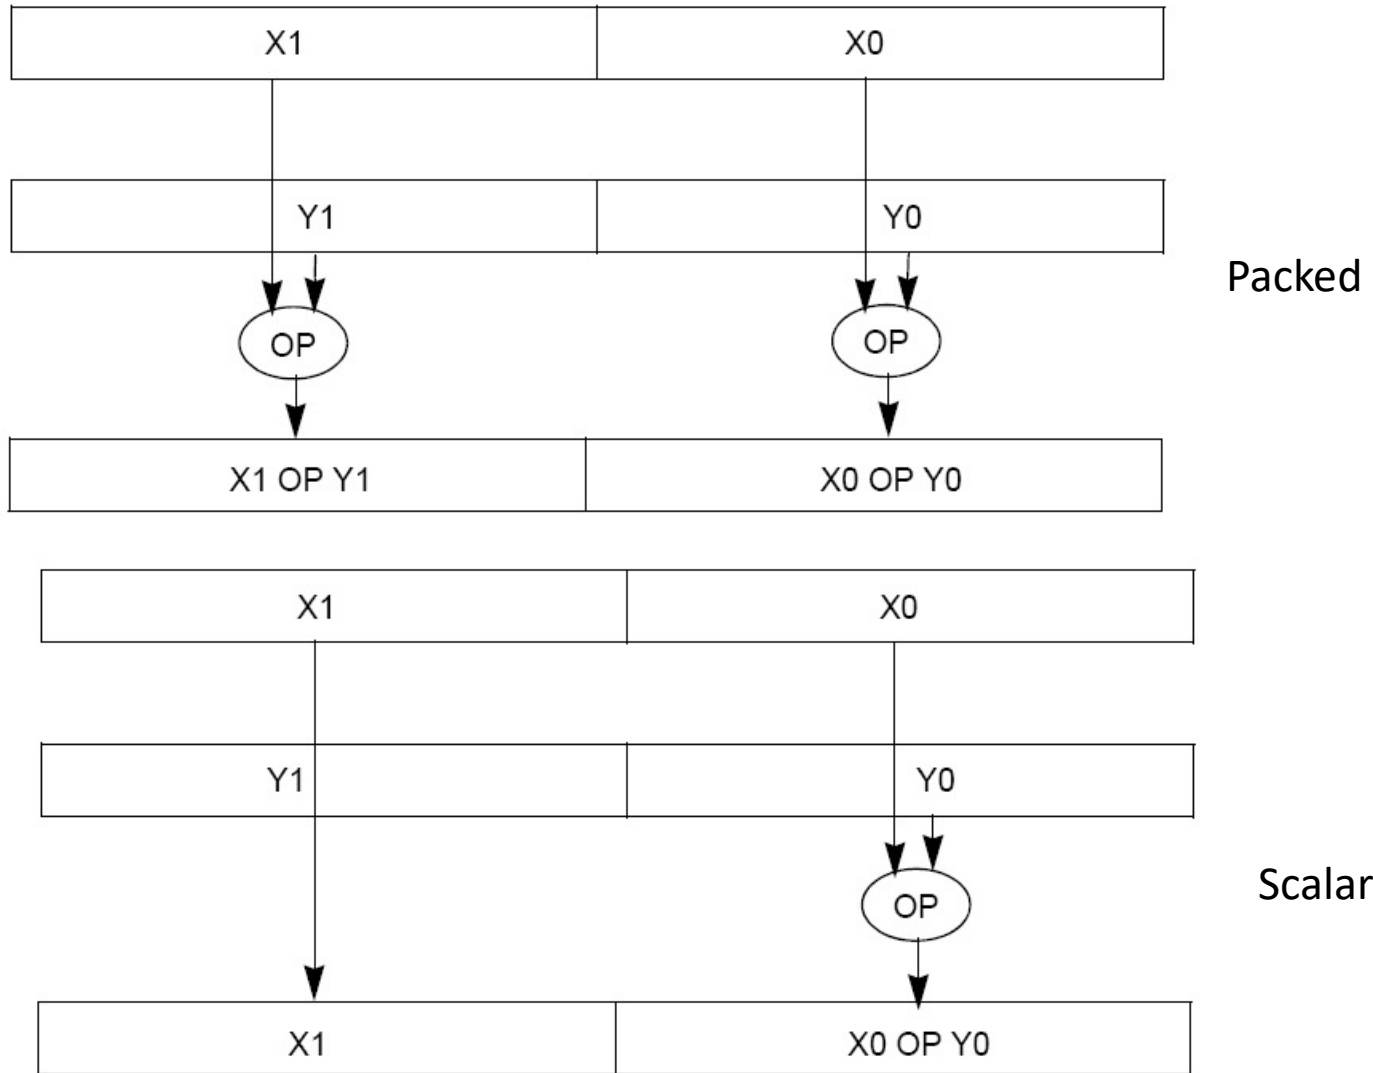 X1 X0
Y1 Y0
Packed
OP OP
X1 OP Y1 X0 OP Y0
X1 X0
Y1 Y0
Scalar
OP
X1 X0 OP Y0